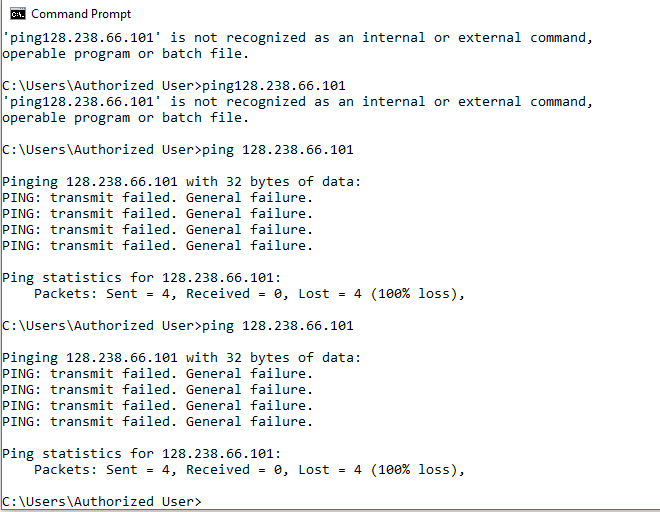 Command Prompt
'ping128.238.66.101' is not recognized as an internal or external command,
operable program or batch file.
C:\Users\Authorized User>ping128.238.66.101
'ping128.238.66.101' is not recognized as an internal or external command,
operable program or batch file.
C:\Users\Authorized User>ping 128.238.66.101
Pinging 128.238.66.101 with 32 bytes of data:
PING: transmit failed. General failure.
PING: transmit failed. General failure.
PING: transmit failed. General failure.
PING: transmit failed. General failure.
Ping statistics for 128.238.66.101:
    Packets: Sent = 4, Received = 0, Lost = 4 (100% loss),
C:\Users\Authorized User>ping 128.238.66.101
Pinging 128.238.66.101 with 32 bytes of data:
PING: transmit failed. General failure.
PING: transmit failed. General failure.
PING: transmit failed. General failure.
PING: transmit failed. General failure.
Ping statistics for 128.238.66.101:
    Packets: Sent = 4, Received = 0, Lost = 4 (100% loss),
C:\Users\Authorized User>